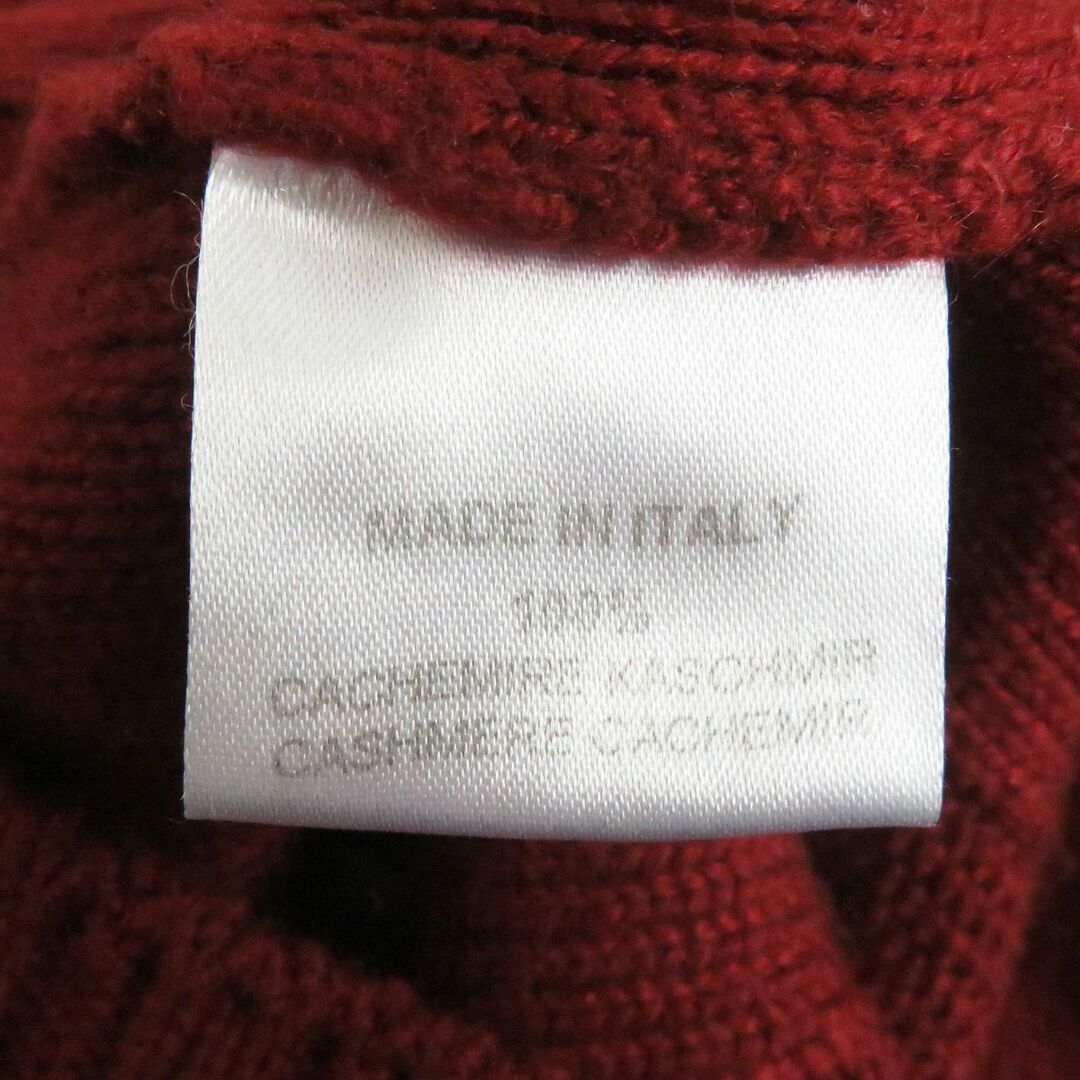 MADE IN ITALY
100%
CACHEMIRE KASCHMIR
CASHMERE CACHEMIR